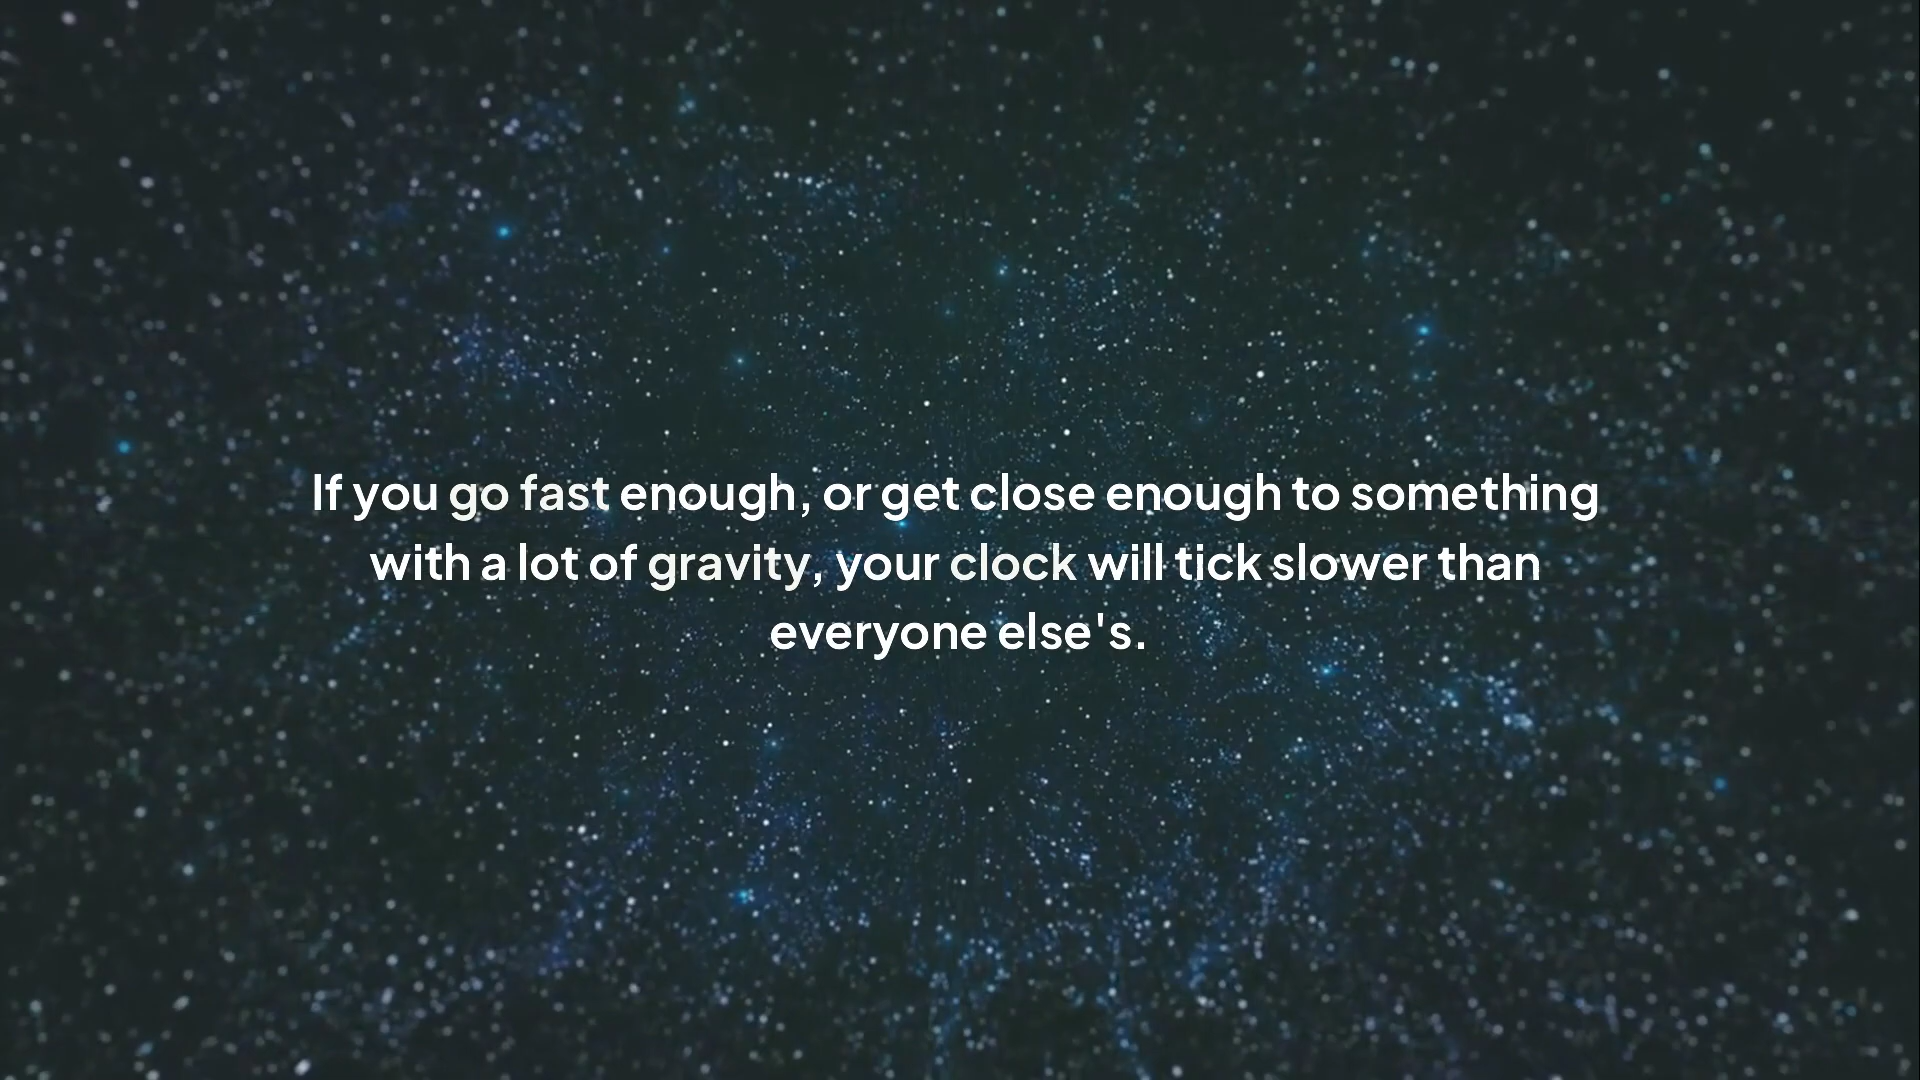 If you go fast enough, or get close enough to something
with a lot of gravity, your clock will tick slower than
everyone else's.